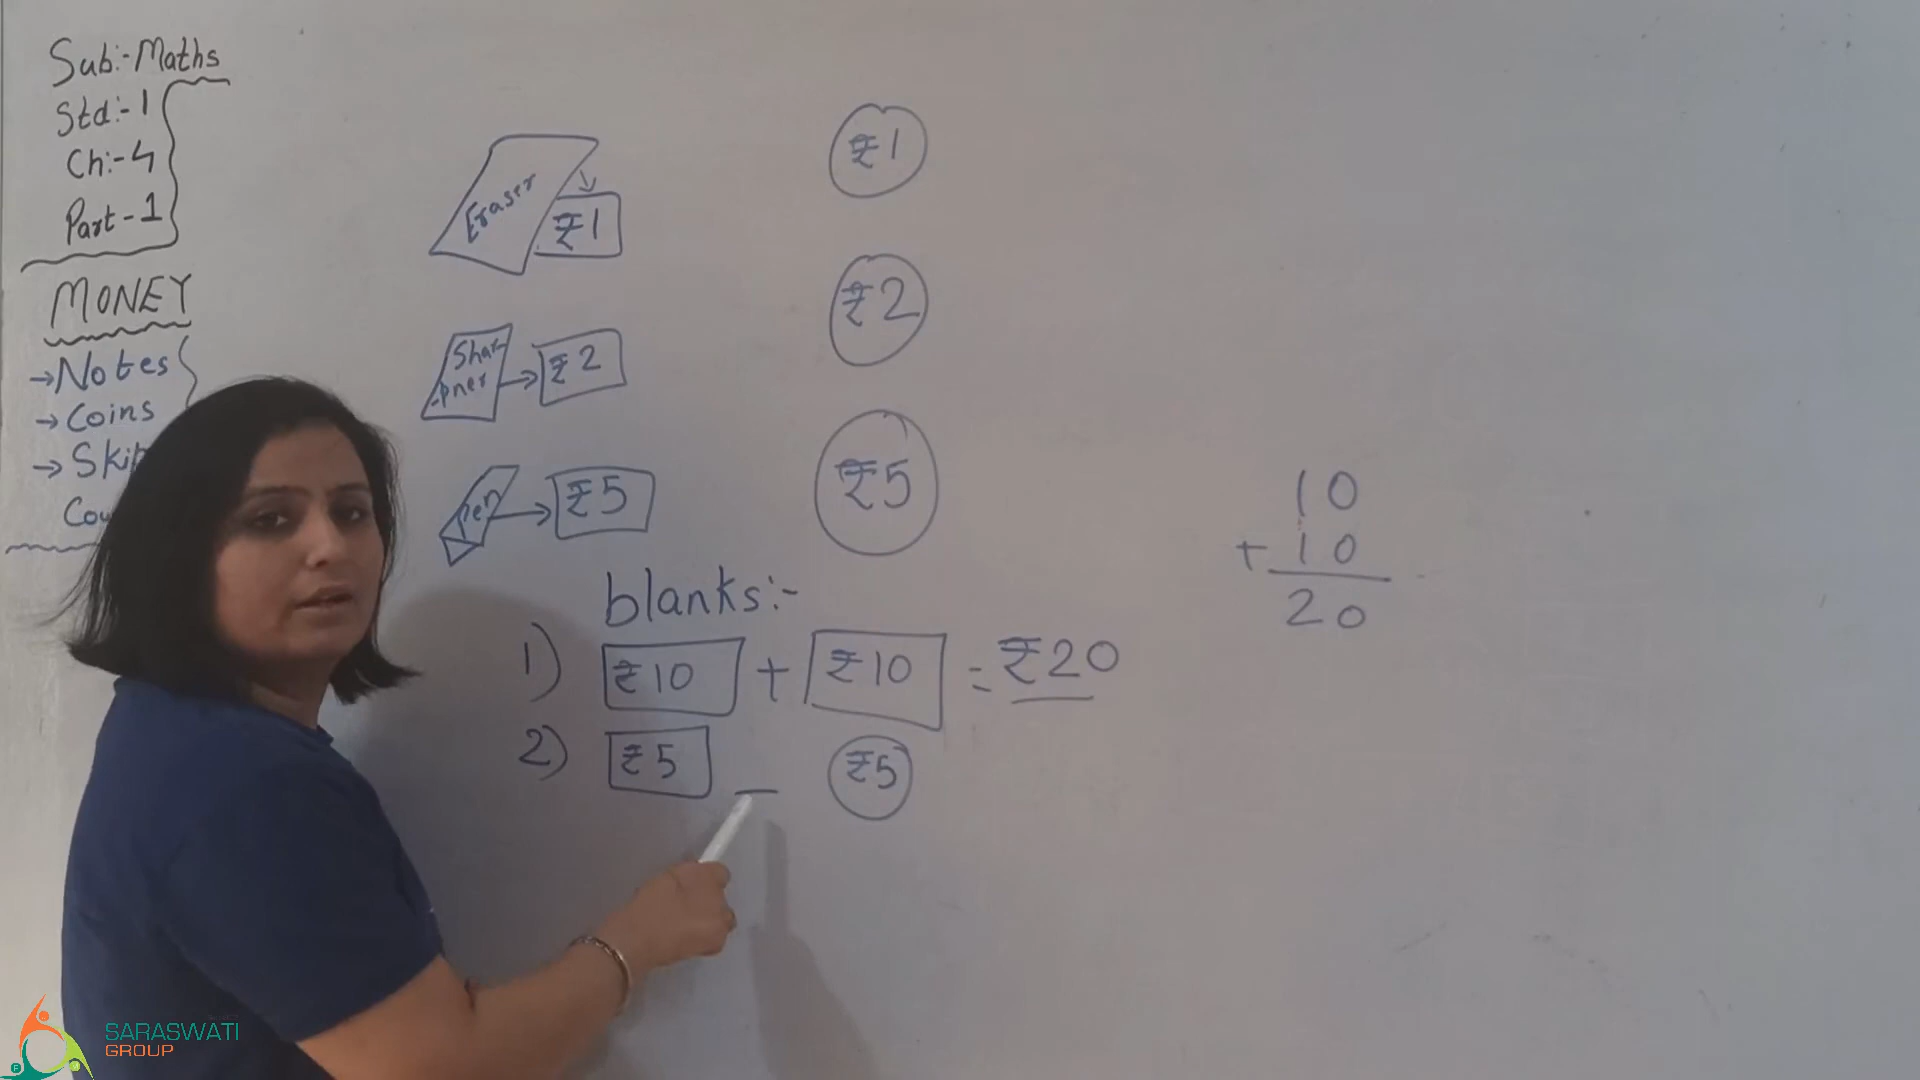 Sub:- Maths
Std:- 1
Ch:- 4
Part - 1
MONEY
→ Notes
→ Coins
→ Skip
Eraser
₹1
₹1
Shar-
-pner
→ ₹2
₹2
Pen
→ ₹5
₹5
blanks:-
1) ₹10 + ₹10 = ₹20
2) ₹5 _ ₹5
10
+ 10
20
SARASWATI
GROUP